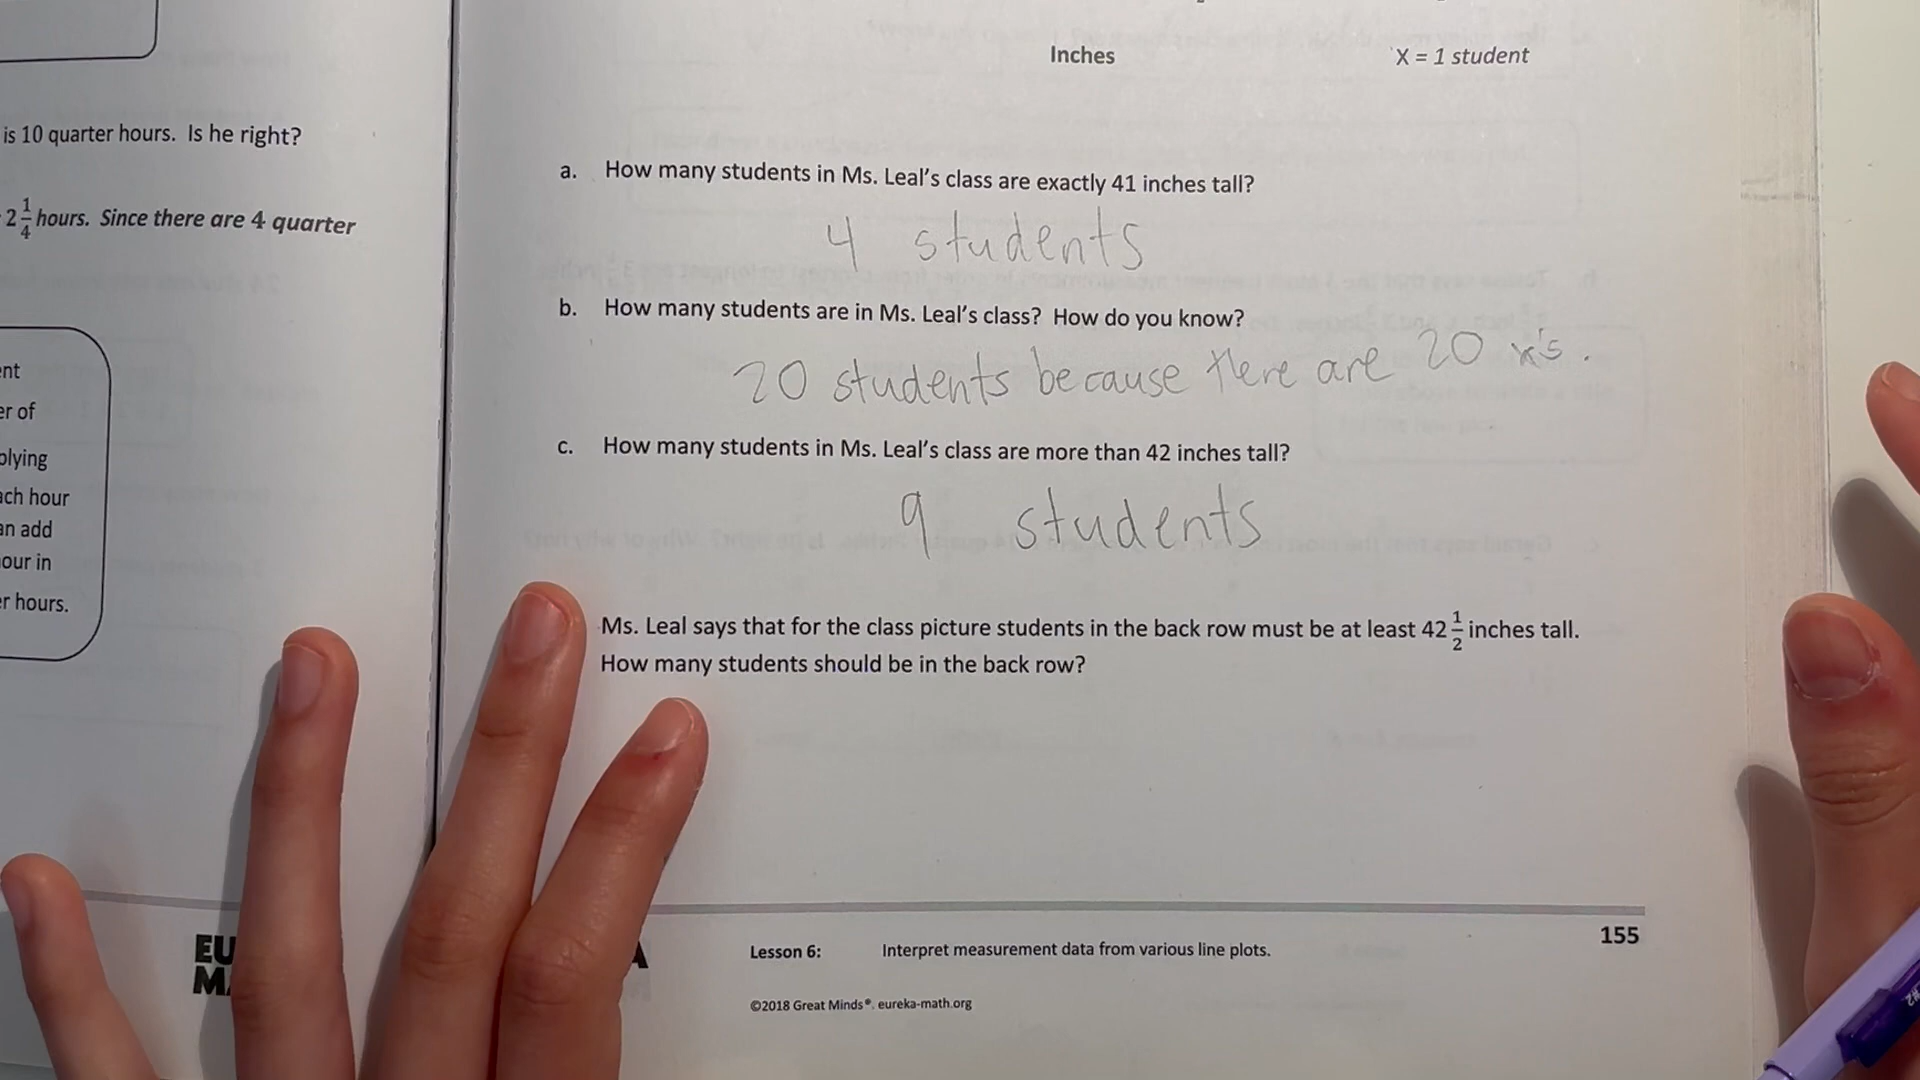 is 10 quarter hours. Is he right?
2 1/4 hours. Since there are 4 quarter
er of
ach hour
an add
our in
hours.
Inches
X = 1 student
a. How many students in Ms. Leal's class are exactly 41 inches tall?
4 students
b. How many students are in Ms. Leal's class? How do you know?
20 students because there are 20 x's.
c. How many students in Ms. Leal's class are more than 42 inches tall?
9 students
Ms. Leal says that for the class picture students in the back row must be at least 42 1/2 inches tall.
How many students should be in the back row?
EU
M
A
Lesson 6: Interpret measurement data from various line plots.
155
©2018 Great Minds®. eureka-math.org
#2